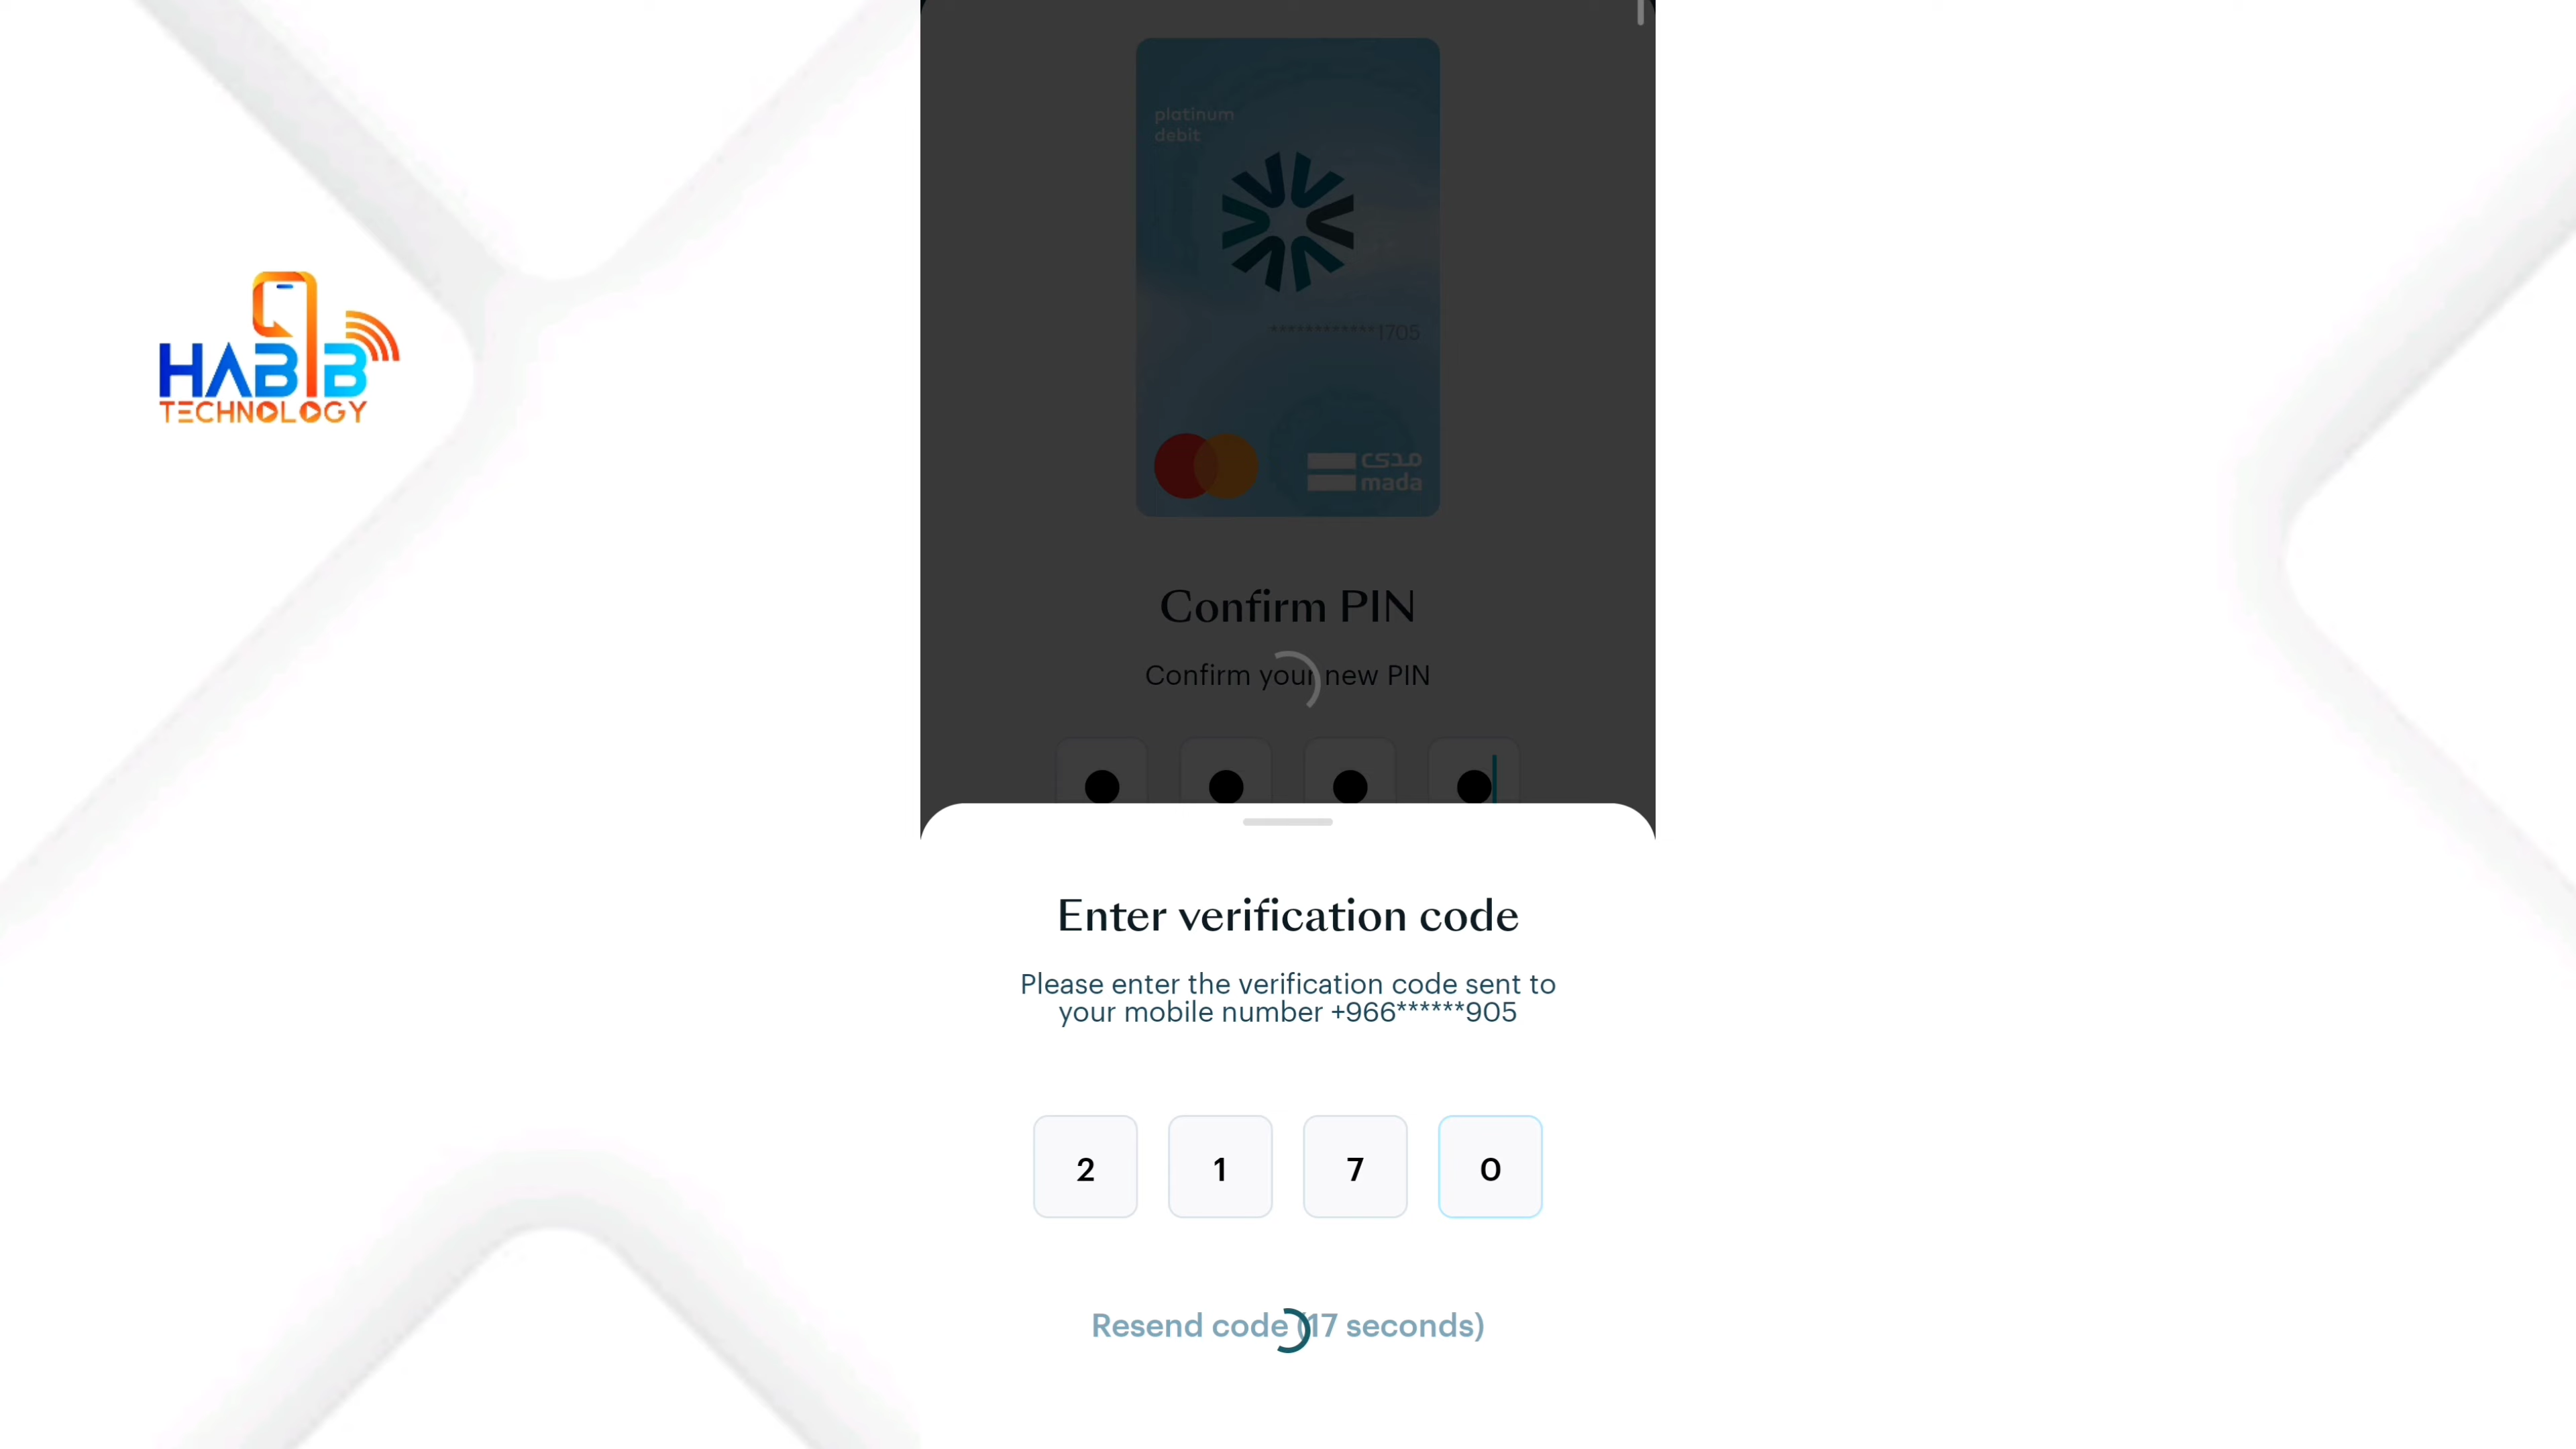 HABIB
TECHNOLOGY
platinum
debit
************1705
مدى
mada
Confirm PIN
Confirm your new PIN
Enter verification code
Please enter the verification code sent to
your mobile number +966******905
2 1 7 0
Resend code (17 seconds)